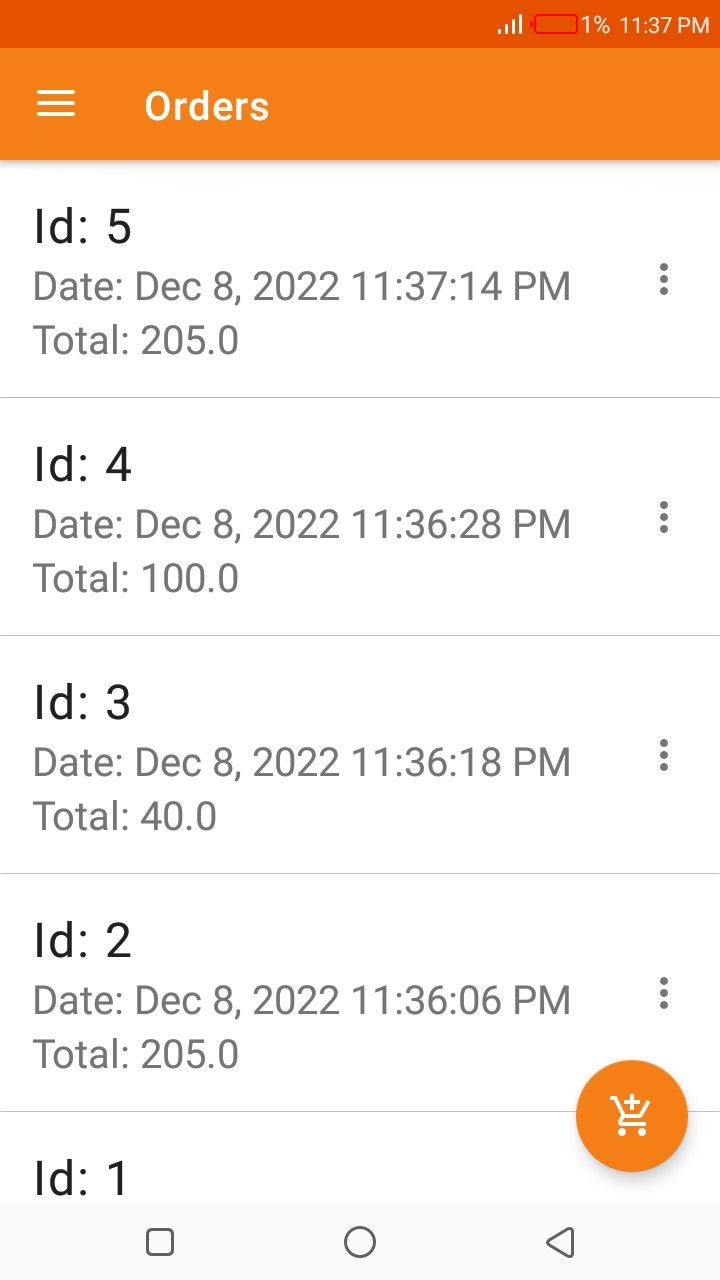 1% 11:37 PM
Orders
Id: 5
Date: Dec 8, 2022 11:37:14 PM
Total: 205.0
Id: 4
Date: Dec 8, 2022 11:36:28 PM
Total: 100.0
Id: 3
Date: Dec 8, 2022 11:36:18 PM
Total: 40.0
Id: 2
Date: Dec 8, 2022 11:36:06 PM
Total: 205.0
Id: 1